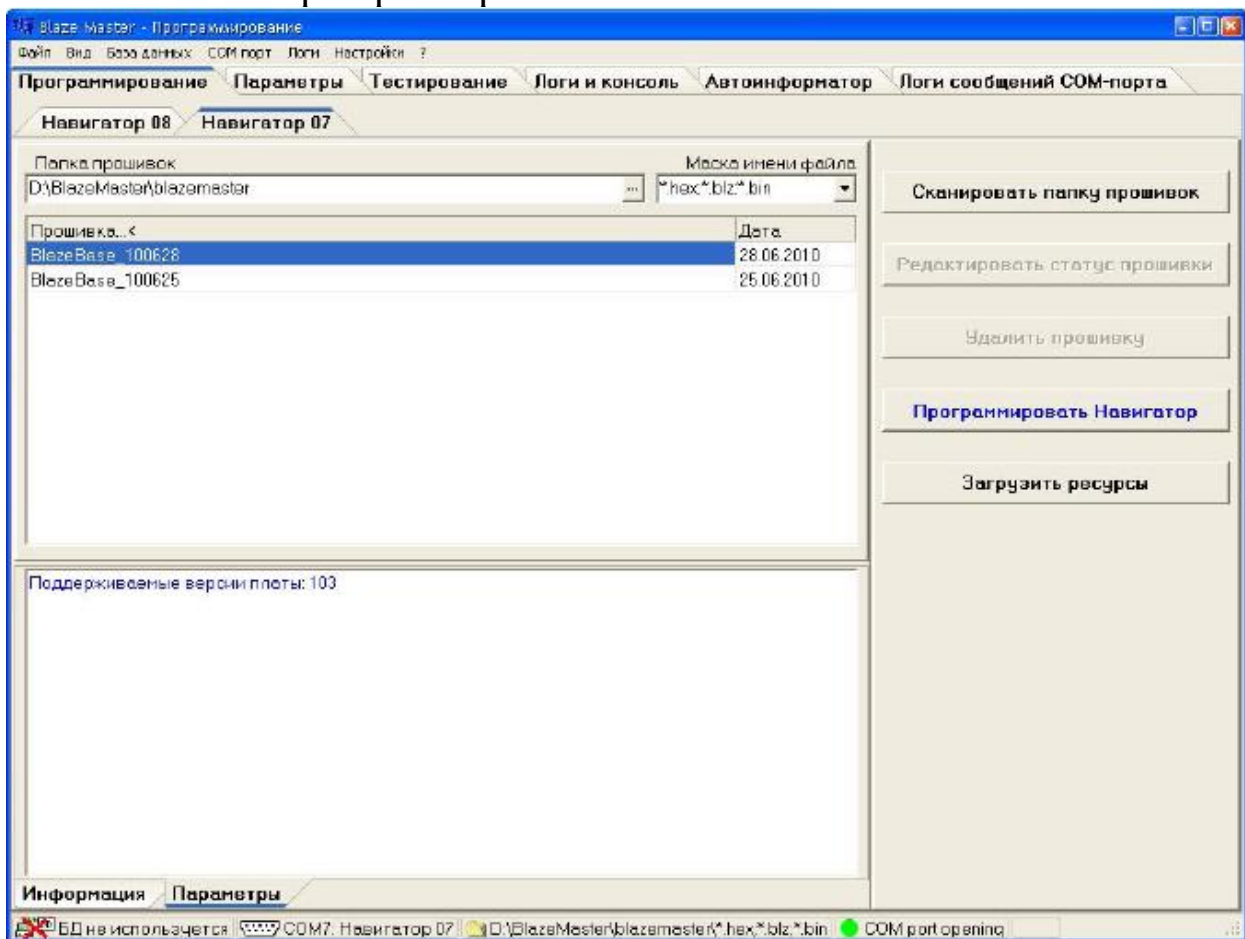 Blaze Master - Программирование
Файл Вид База данных COM порт Логи Настройки ?
Программирование Параметры Тестирование Логи и консоль Автоинформатор Логи сообщений COM-порта
Навигатор 08 Навигатор 07
Папка прошивок Маска имени файла
D:\BlazeMaster\blazemaster ... *.hex;*.blz;*.bin
Сканировать папку прошивок
Прошивка...< Дата
BlazeBase_100628 28.06.2010
BlazeBase_100625 25.06.2010
Редактировать статус прошивки
Удалить прошивку
Программировать Навигатор
Загрузить ресурсы
Поддерживаемые версии платы: 103
Информация Параметры
БД не используется COM7: Навигатор 07 D:\BlazeMaster\blazemaster\*.hex;*.blz;*.bin COM port opening